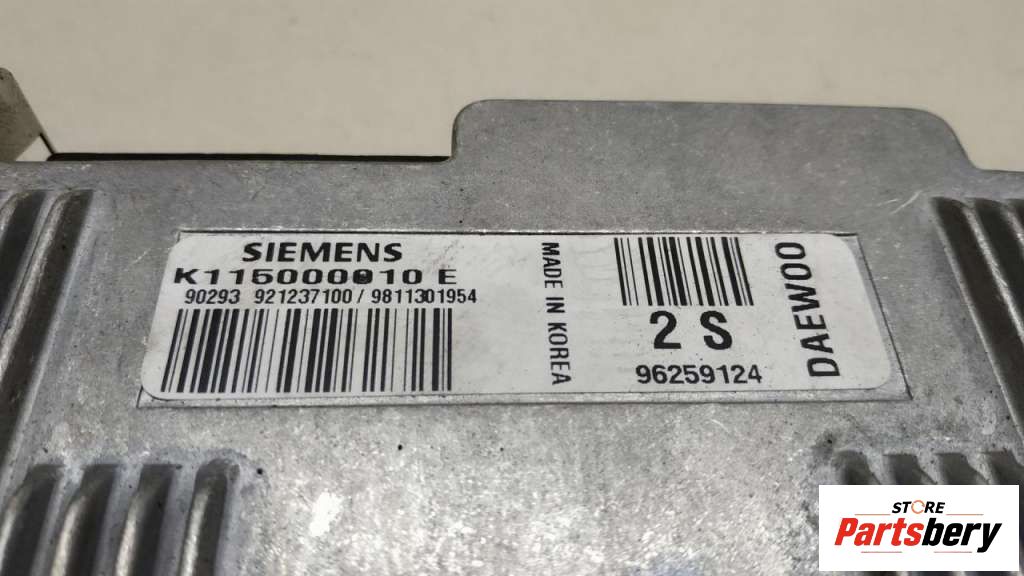 SIEMENS
K115000010 E
90293 921237100 / 9811301954
MADE IN KOREA
2 S
96259124
DAEWOO
STORE
Partsbery